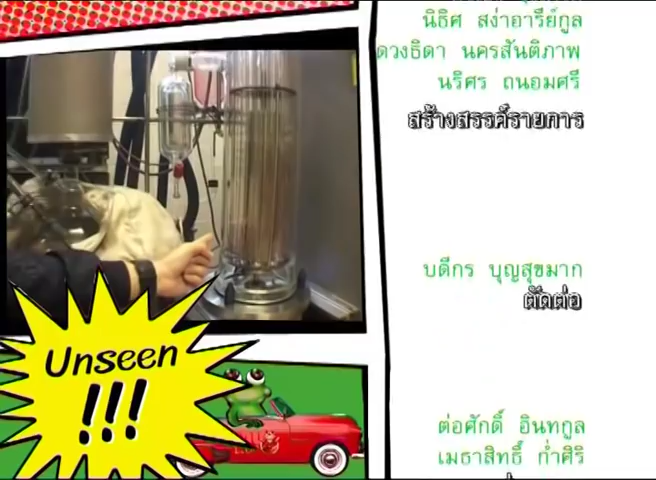 นิธิศ สง่าอารีย์กูล
ดวงธิดา นครสันติภาพ
นริศร ถนอมศรี
สร้างสรรค์รายการ
บดีกร บุญสุขมาก
ตัดต่อ
ต่อศักดิ์ อินทกูล
เมธาสิทธิ์ ก่ำศิริ
Unseen
!!!